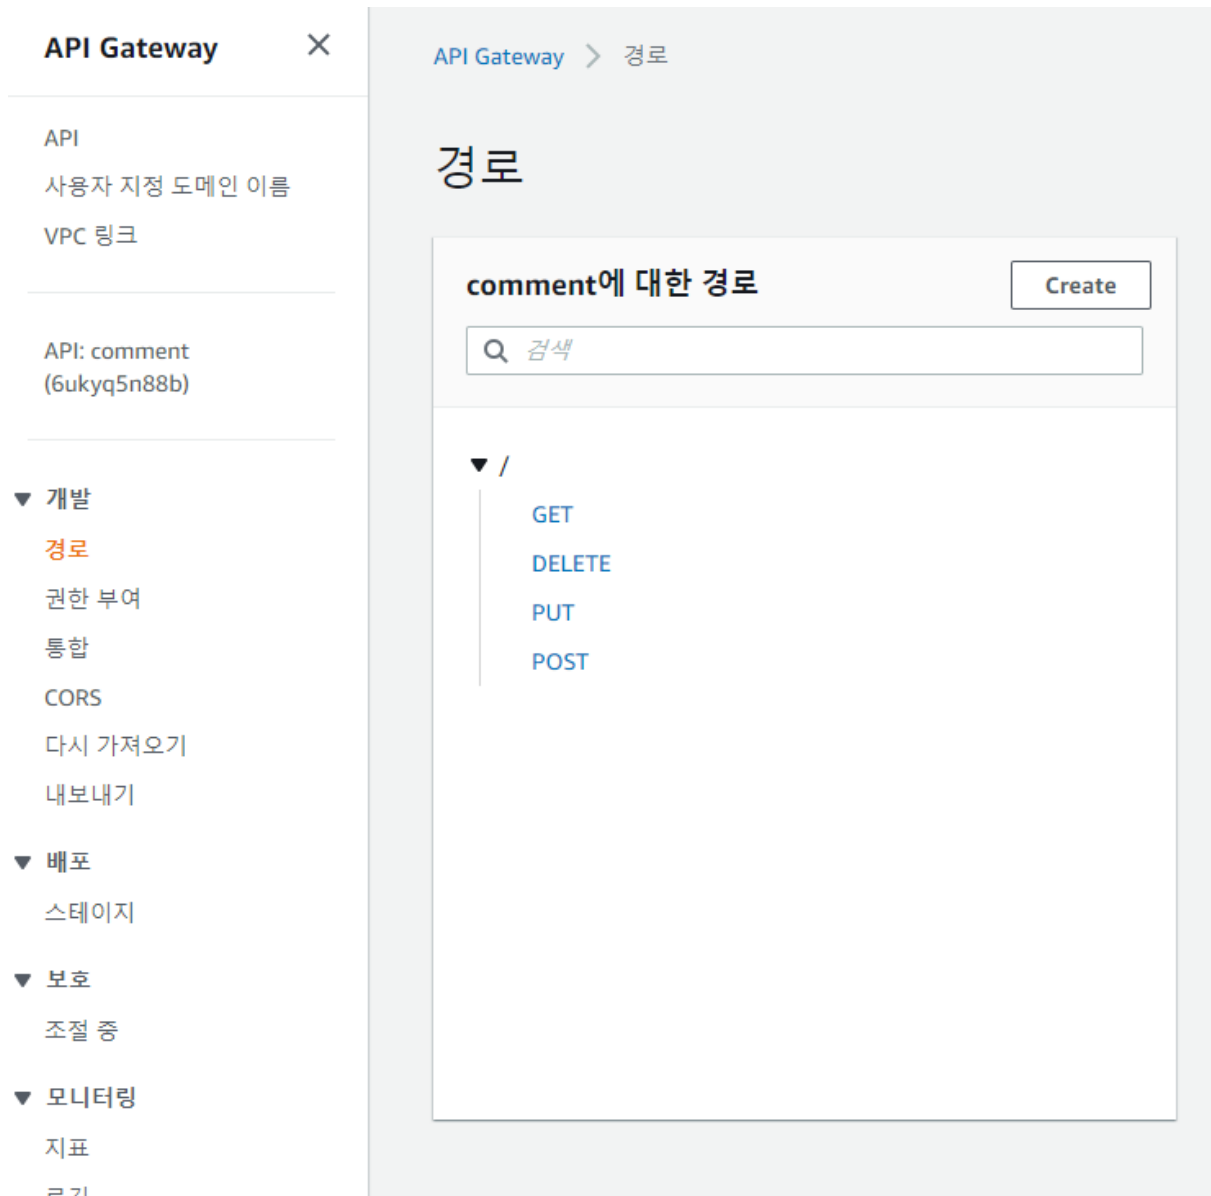 API Gateway
API
사용자 지정 도메인 이름
VPC 링크
API: comment
(6ukyq5n88b)
개발
경로
권한 부여
통합
CORS
다시 가져오기
내보내기
배포
스테이지
보호
조절 중
모니터링
지표
API Gateway > 경로
경로
comment에 대한 경로
Create
검색
/
GET
DELETE
PUT
POST